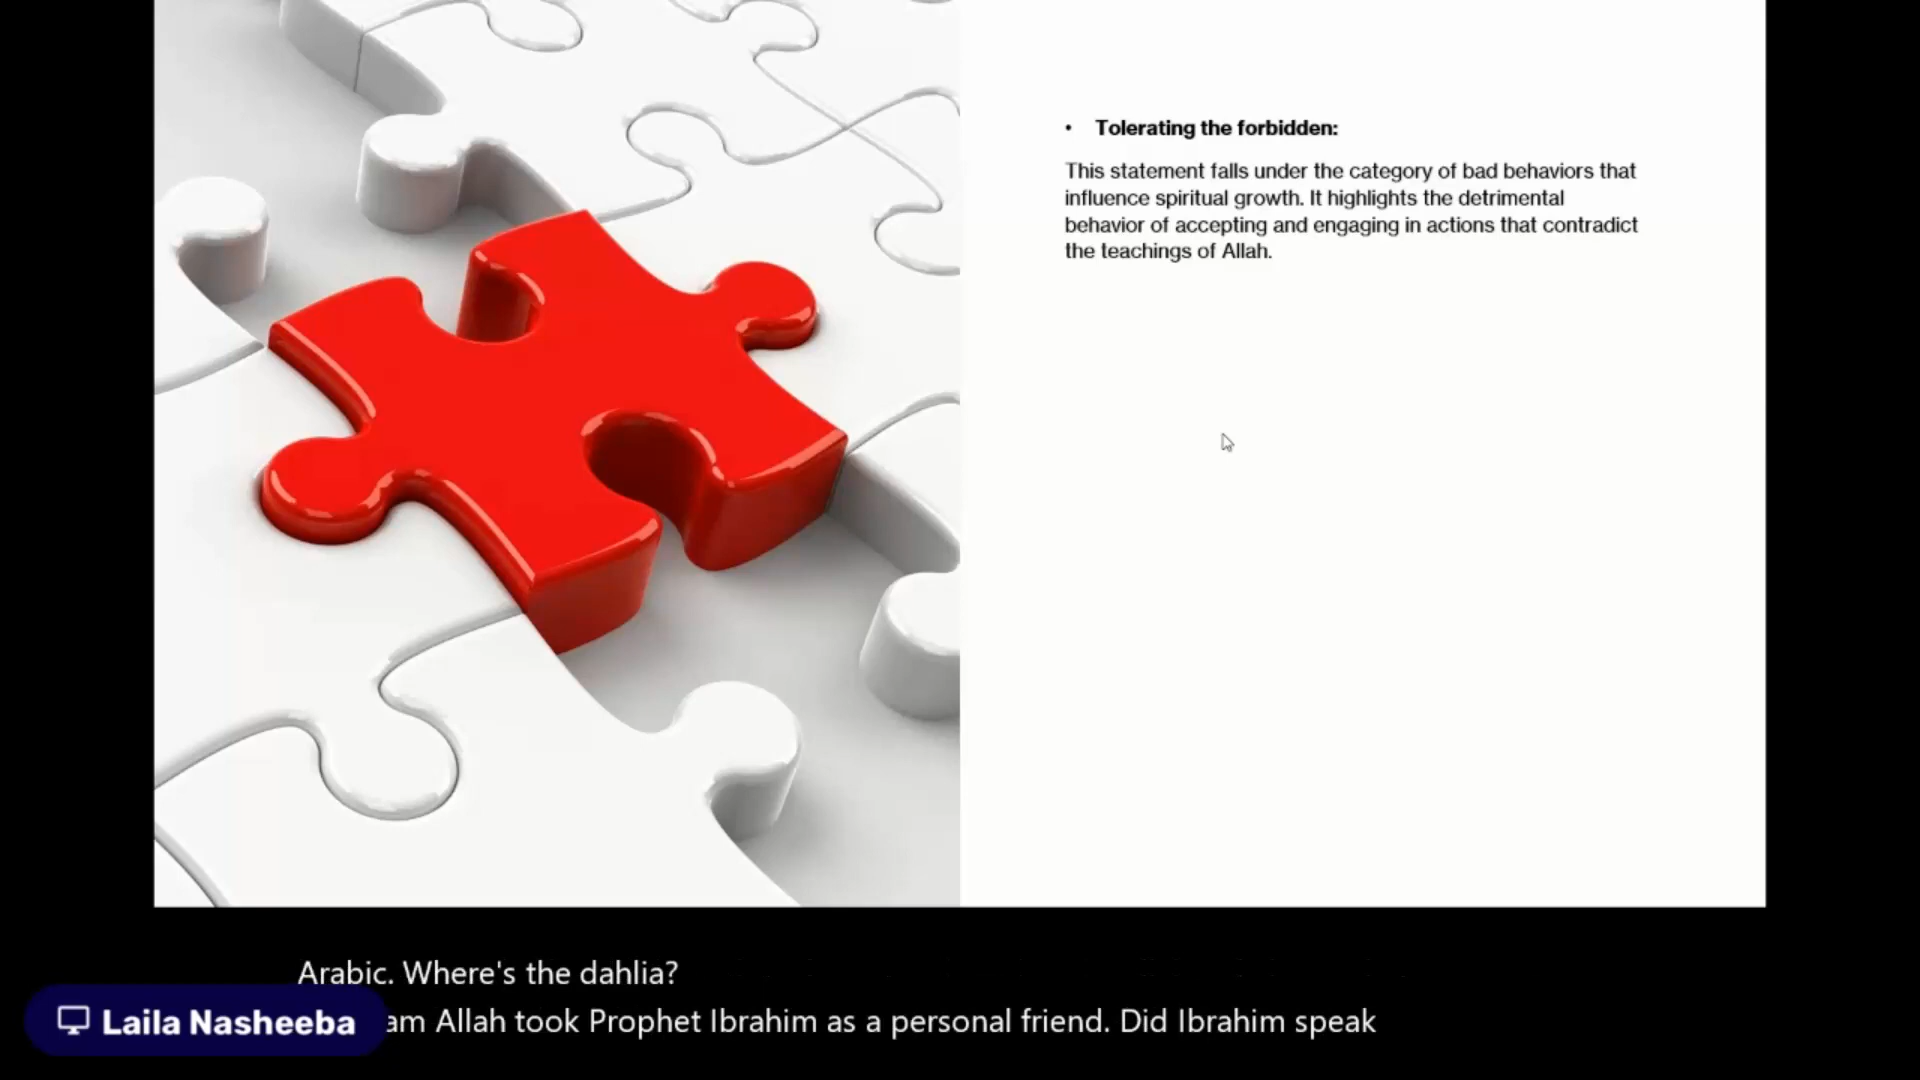 • Tolerating the forbidden:
This statement falls under the category of bad behaviors that
influence spiritual growth. It highlights the detrimental
behavior of accepting and engaging in actions that contradict
the teachings of Allah.
Arabic. Where's the dahlia?
am Allah took Prophet Ibrahim as a personal friend. Did Ibrahim speak
Laila Nasheeba